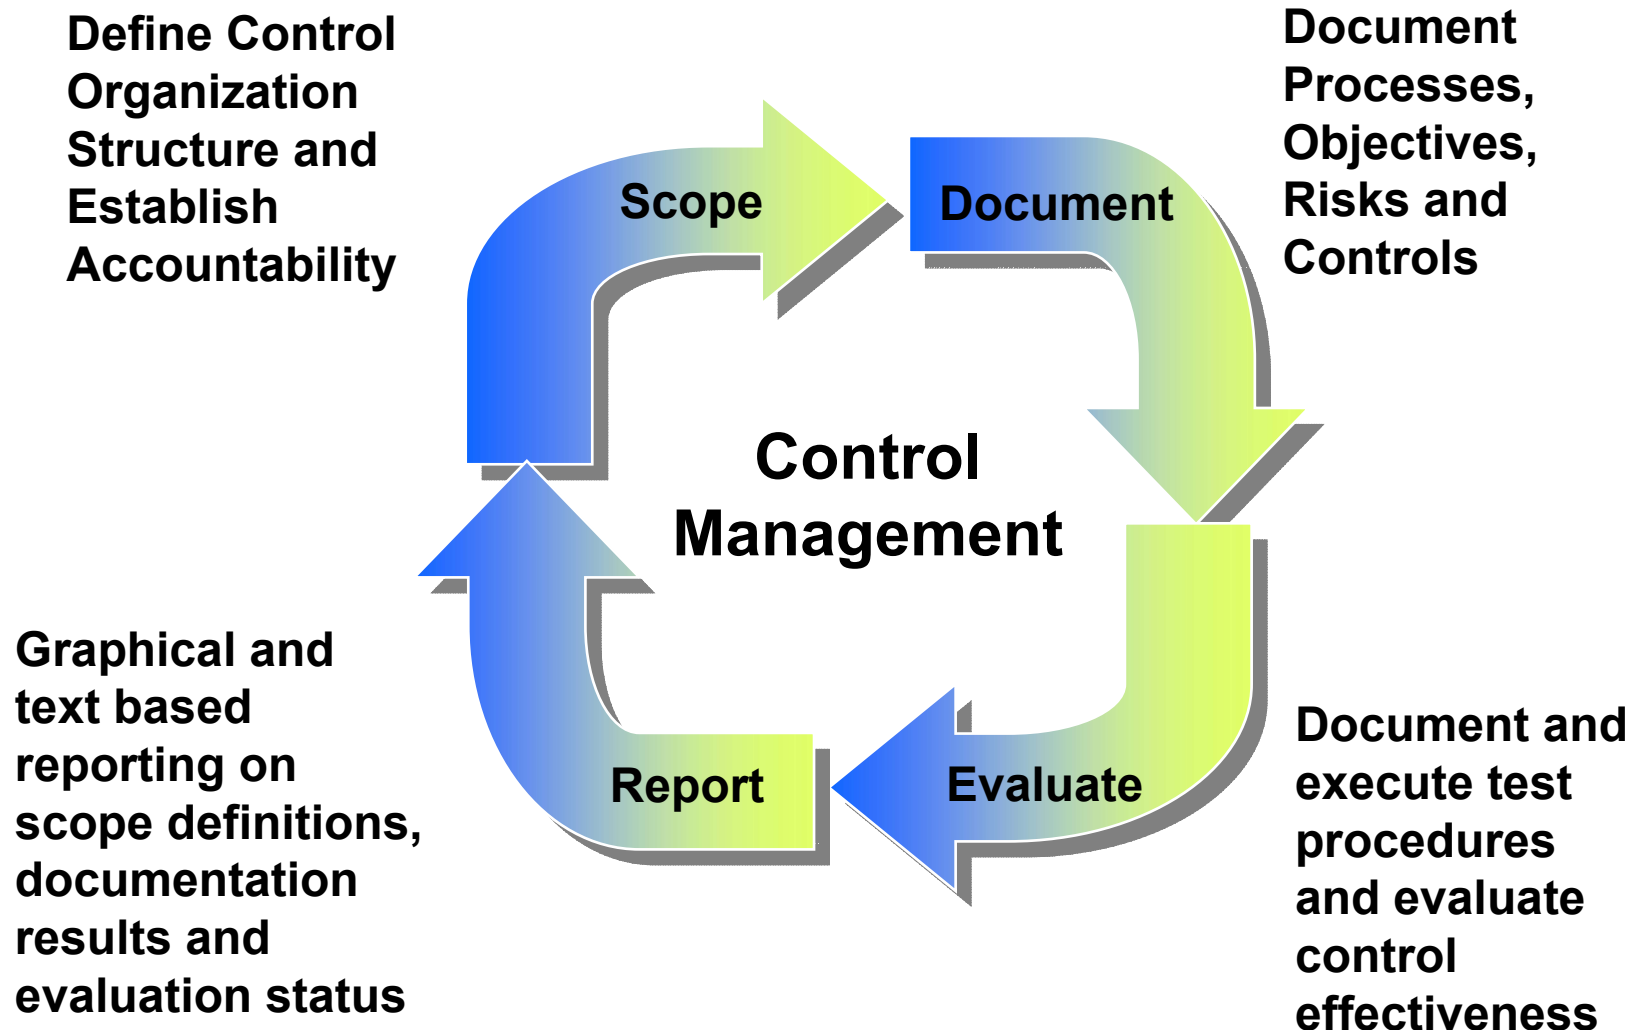 Define Control
Organization
Structure and
Establish
Accountability
Document
Processes,
Objectives,
Risks and
Controls
Scope
Document
Control
Management
Graphical and
text based
reporting on
scope definitions,
documentation
results and
evaluation status
Report
Evaluate
Document and
execute test
procedures
and evaluate
control
effectiveness